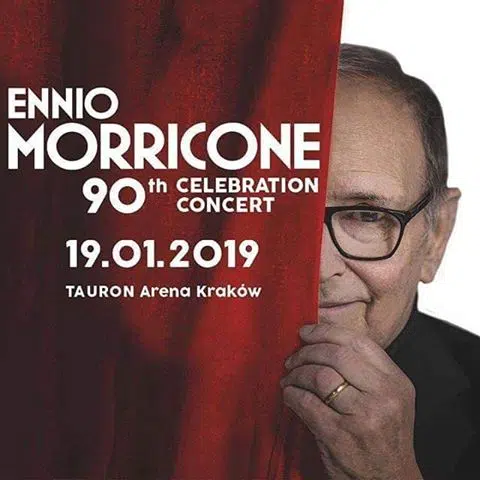 ENNIO
MORRICONE
90th CELEBRATION
CONCERT
19.01.2019
TAURON Arena Kraków